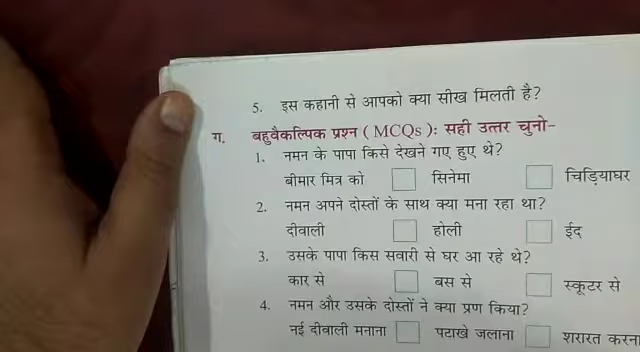 5. इस कहानी से आपको क्या सीख मिलती है?
ग. बहुवैकल्पिक प्रश्न ( MCQs ): सही उत्तर चुनो-
1. नमन के पापा किसे देखने गए हुए थे?
बीमार मित्र को सिनेमा चिड़ियाघर
2. नमन अपने दोस्तों के साथ क्या मना रहा था?
दीवाली होली ईद
3. उसके पापा किस सवारी से घर आ रहे थे?
कार से बस से स्कूटर से
4. नमन और उसके दोस्तों ने क्या प्रण किया?
नई दीवाली मनाना पटाखे जलाना शरारत करन